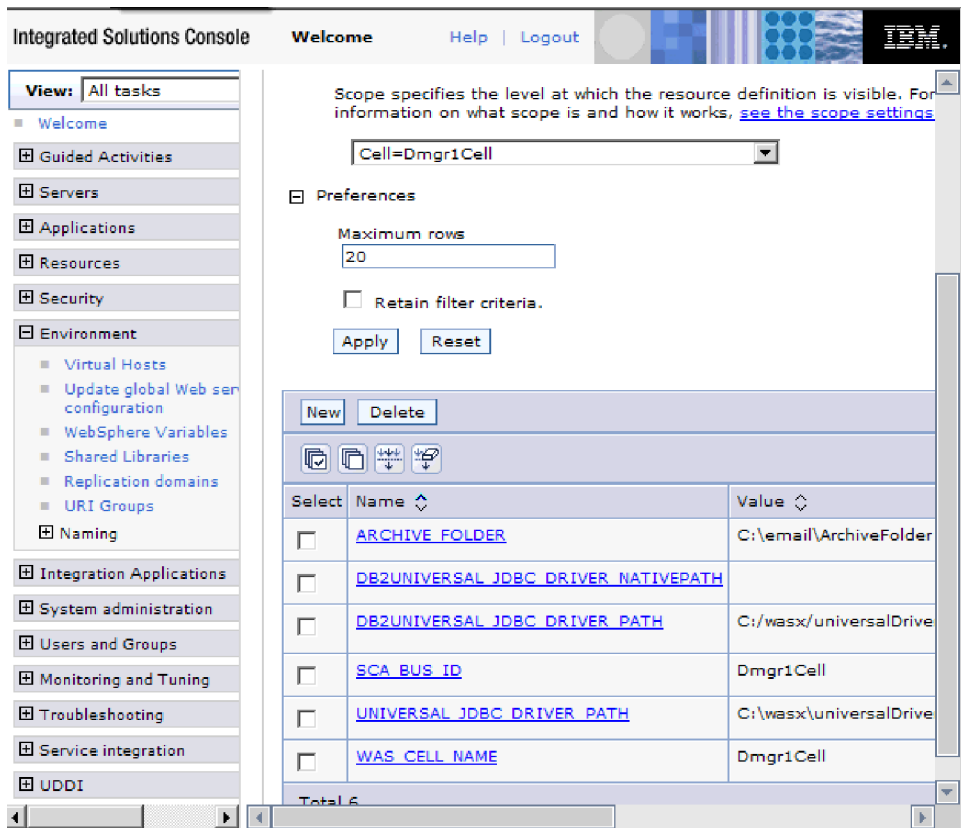 Integrated Solutions Console
Welcome
Help | Logout
IBM.
View: All tasks
Welcome
Guided Activities
Servers
Applications
Resources
Security
Environment
Virtual Hosts
Update global Web ser
configuration
WebSphere Variables
Shared Libraries
Replication domains
URI Groups
Naming
Integration Applications
System administration
Users and Groups
Monitoring and Tuning
Troubleshooting
Service integration
UDDI
Scope specifies the level at which the resource definition is visible. For
information on what scope is and how it works, see the scope settings
Cell=Dmgr1Cell
Preferences
Maximum rows
20
Retain filter criteria.
Apply Reset
New Delete
Select Name Value
ARCHIVE_FOLDER C:\email\ArchiveFolder
DB2UNIVERSAL_JDBC_DRIVER_NATIVEPATH
DB2UNIVERSAL_JDBC_DRIVER_PATH C:/wasx/universalDrive
SCA_BUS_ID Dmgr1Cell
UNIVERSAL_JDBC_DRIVER_PATH C:\wasx\universalDrive
WAS_CELL_NAME Dmgr1Cell
Total 6